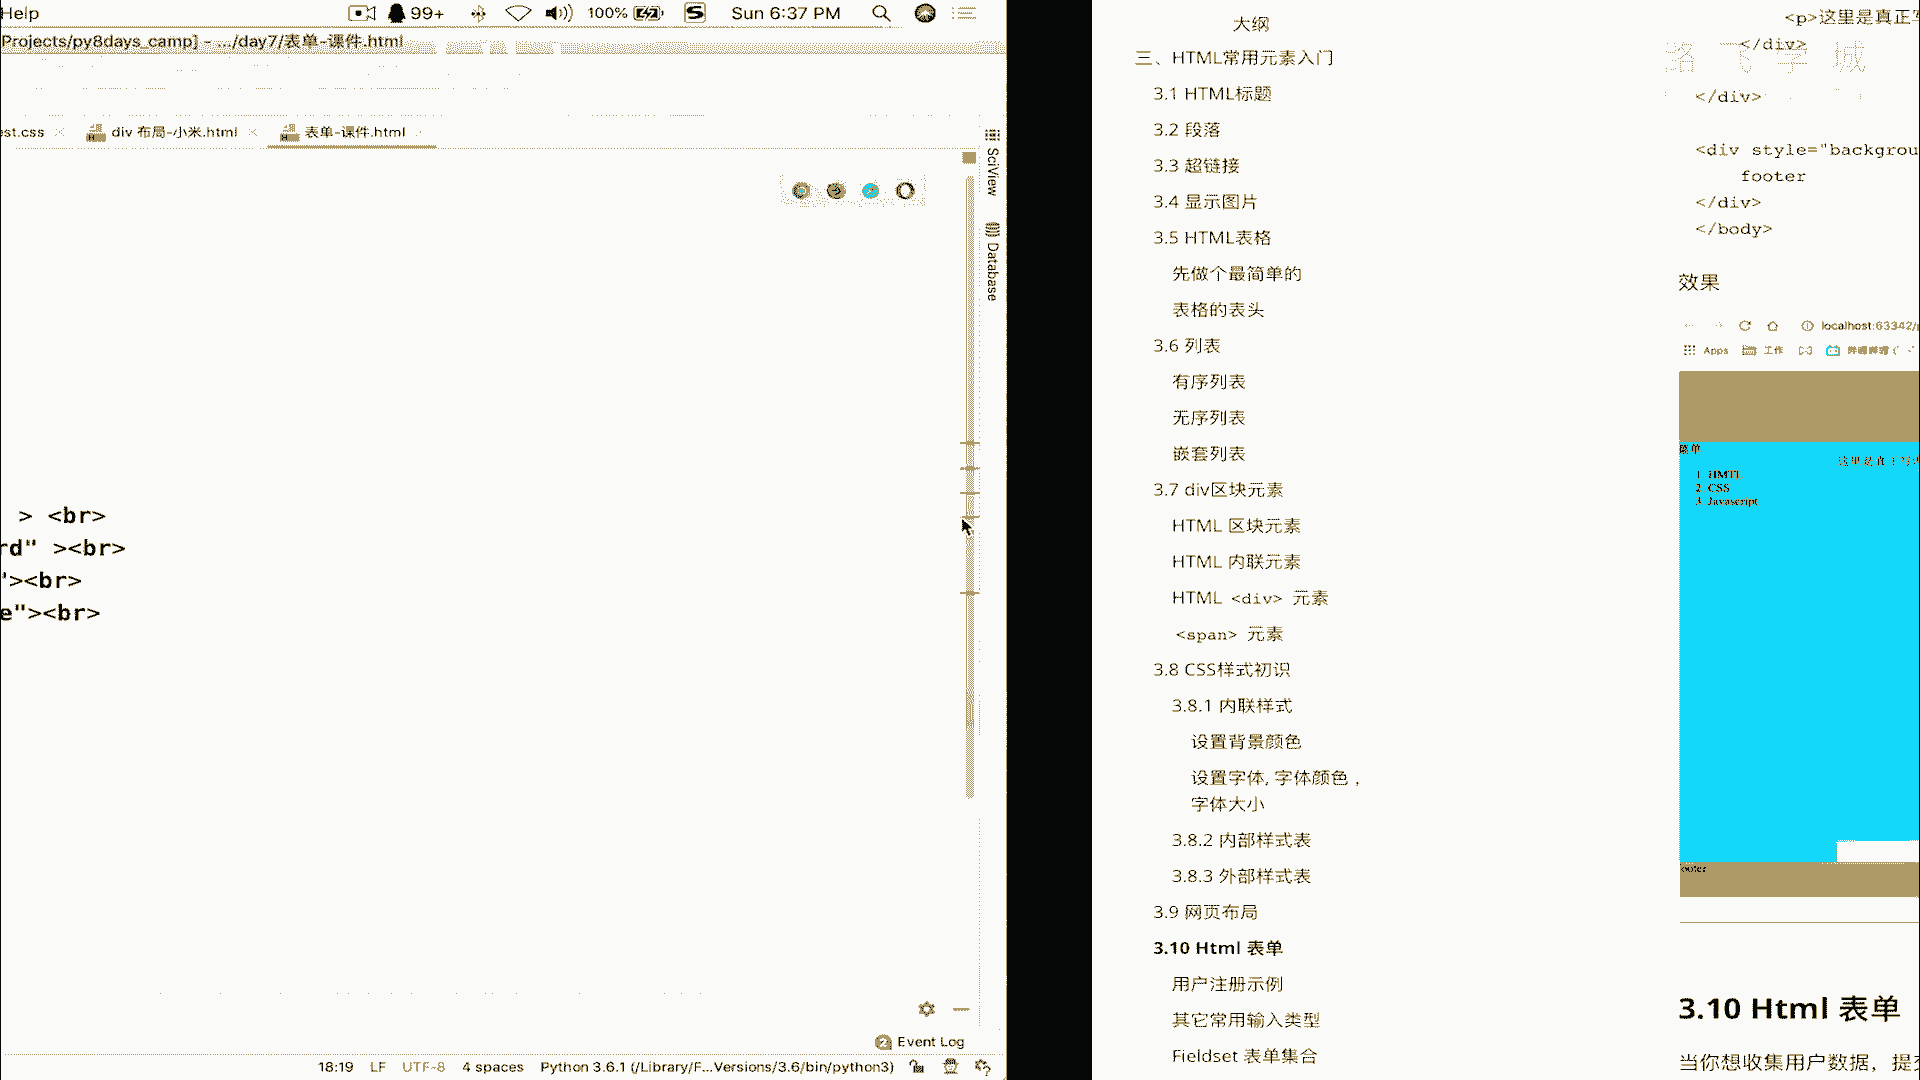 Help
99+
100%
Sun 6:37 PM
Projects/py8days_camp] - .../day7/表单-课件.html
est.css
div 布局-小米.html
表单-课件.html
SciView
Database
> <br>
rd" ><br>
"><br>
e"><br>
Event Log
18:19 LF UTF-8 4 spaces Python 3.6.1 (/Library/F...Versions/3.6/bin/python3)
大纲
三、HTML常用元素入门
3.1 HTML标题
3.2 段落
3.3 超链接
3.4 显示图片
3.5 HTML表格
先做个最简单的
表格的表头
3.6 列表
有序列表
无序列表
嵌套列表
3.7 div区块元素
HTML 区块元素
HTML 内联元素
HTML <div> 元素
<span> 元素
3.8 CSS样式初识
3.8.1 内联样式
设置背景颜色
设置字体, 字体颜色 ,
字体大小
3.8.2 内部样式表
3.8.3 外部样式表
3.9 网页布局
3.10 Html 表单
用户注册示例
其它常用输入类型
Fieldset 表单集合
<p>这里是真正
</div>
路飞学城
</div>
<div style="backgrou
footer
</div>
</body>
效果
localhost:63342/
Apps
工作
菜单
1 HMTL
2 CSS
3 Javascript
footer
3.10 Html 表单
当你想收集用户数据，提